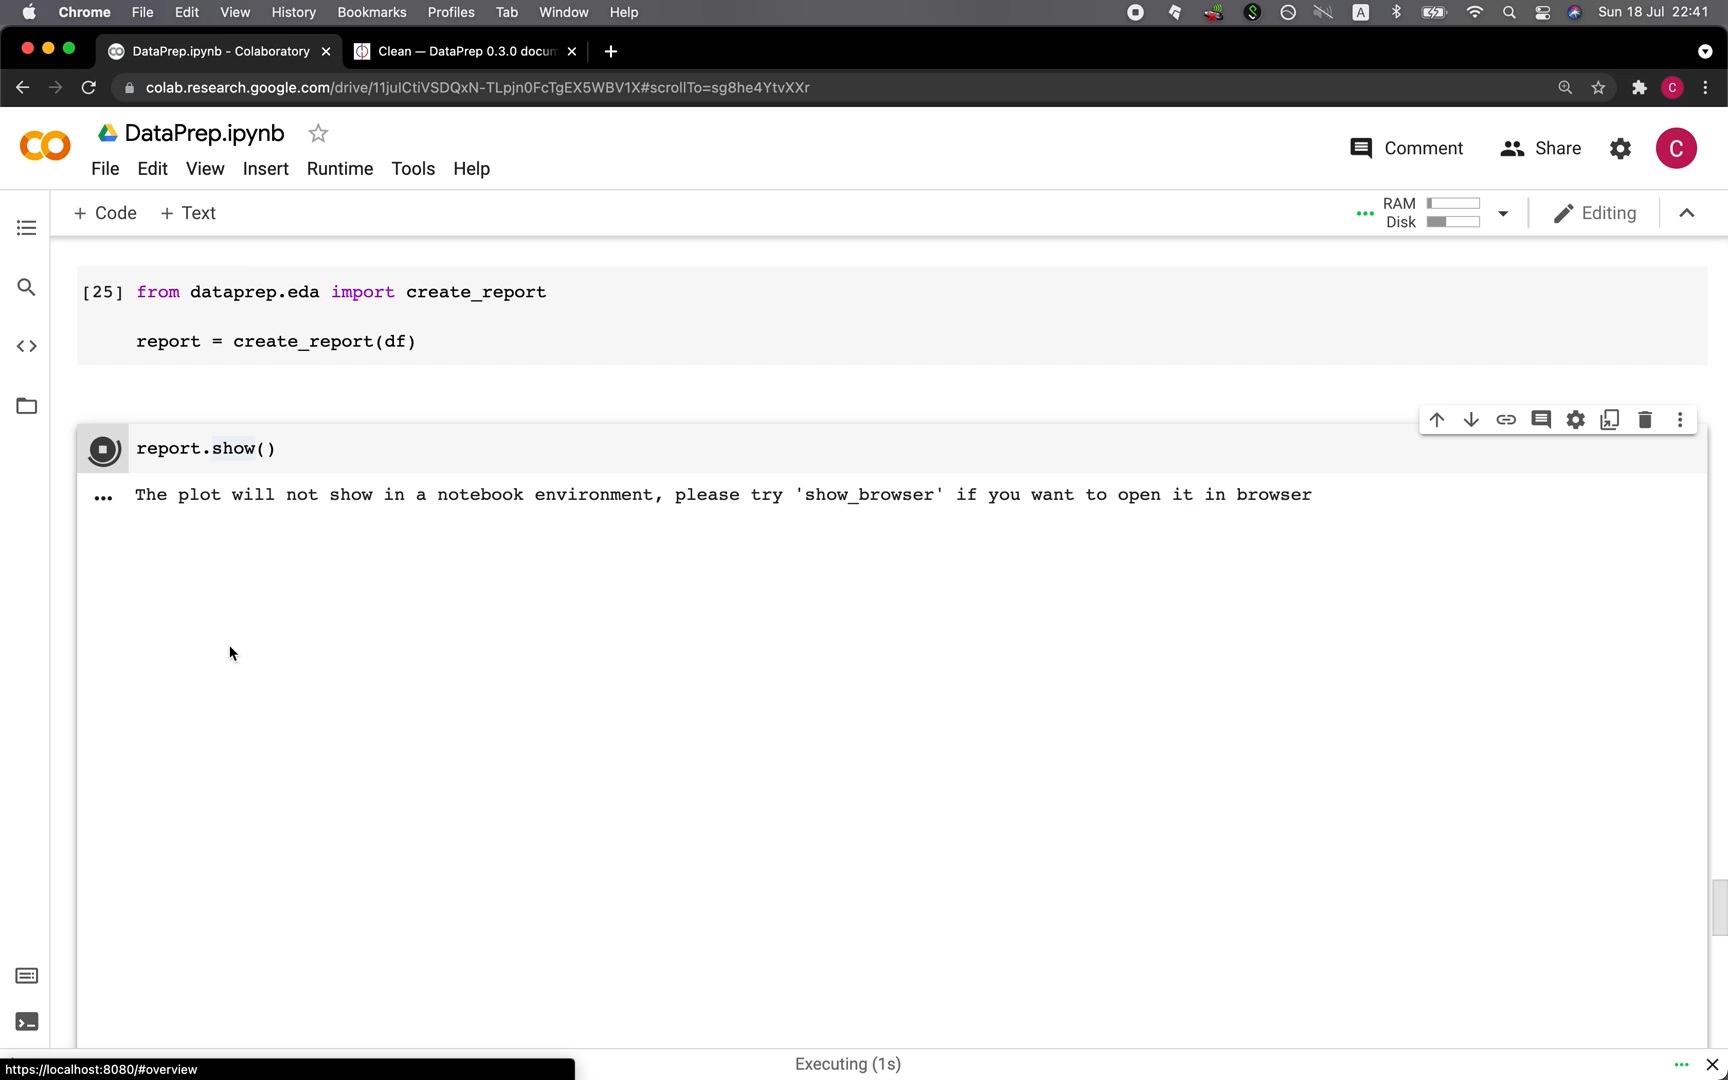 Chrome File Edit View History Bookmarks Profiles Tab Window Help A Sun 18 Jul 22:41
DataPrep.ipynb - Colaboratory Clean — DataPrep 0.3.0 docum
colab.research.google.com/drive/11julCtiVSDQxN-TLpjn0FcTgEX5WBV1X#scrollTo=sg8he4YtvXXr C
DataPrep.ipynb
File Edit View Insert Runtime Tools Help
Comment Share C
+ Code + Text RAM Disk Editing
[25] from dataprep.eda import create_report
report = create_report(df)
report.show()
... The plot will not show in a notebook environment, please try 'show_browser' if you want to open it in browser
Executing (1s)
https://localhost:8080/#overview